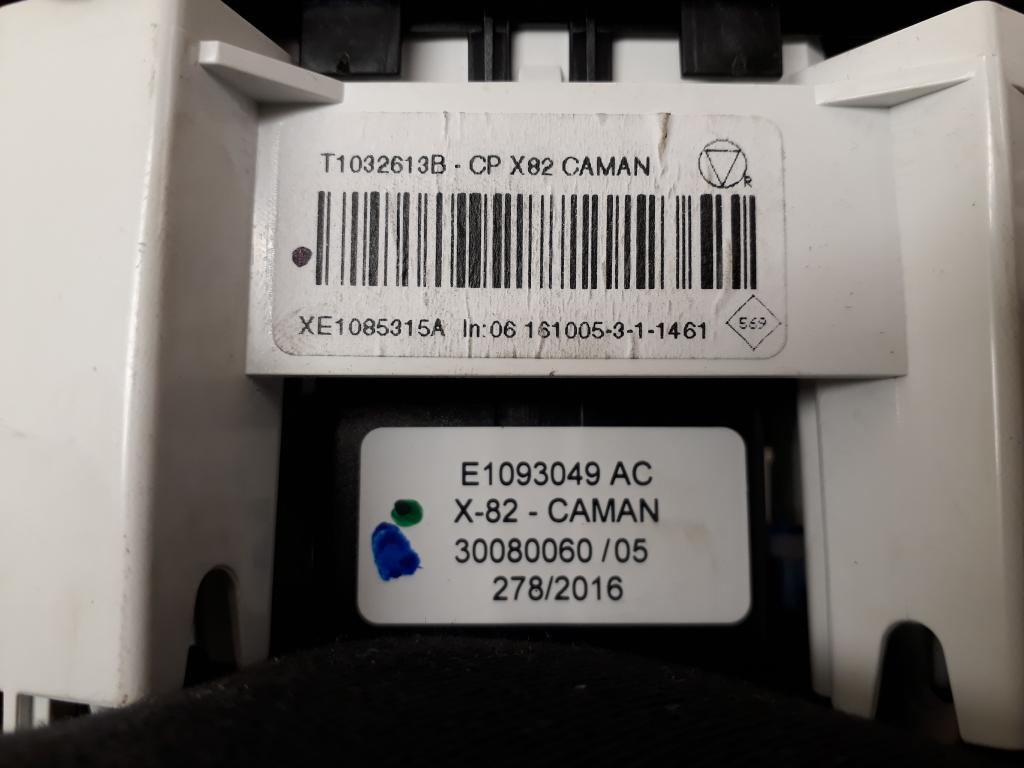 T1032613B - CP X82 CAMAN
R
XE1085315A In:06 161005-3-1-1461
569
E1093049 AC
X-82 - CAMAN
30080060 /05
278/2016